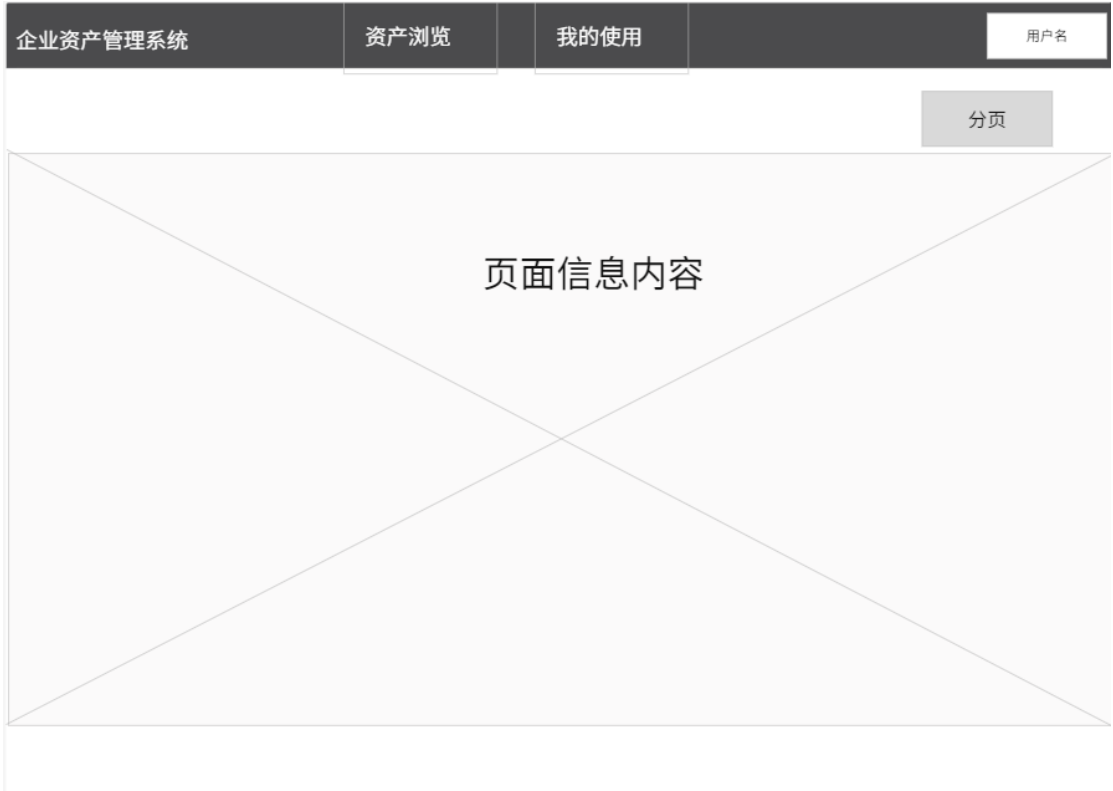 企业资产管理系统
资产浏览
我的使用
用户名
分页
页面信息内容